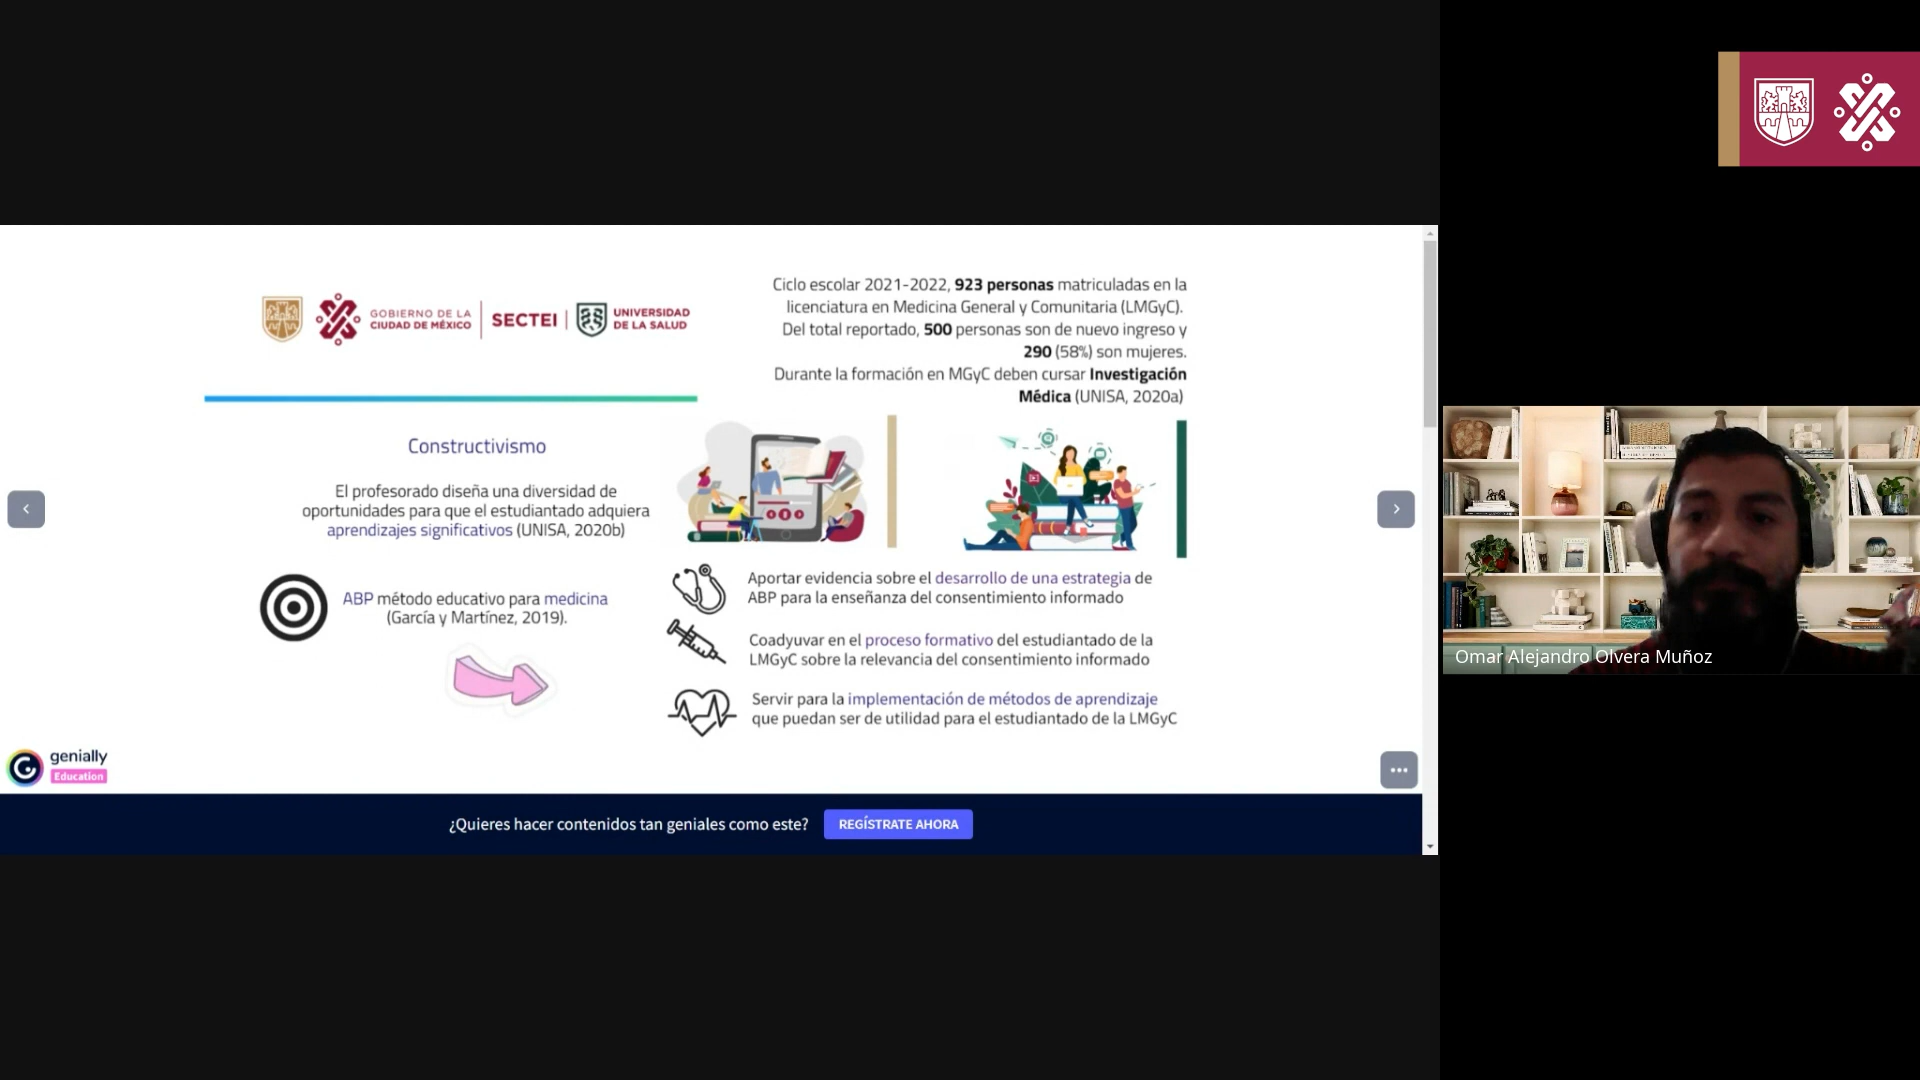 GOBIERNO DE LA
CIUDAD DE MÉXICO
SECTEI
UNIVERSIDAD
DE LA SALUD
Ciclo escolar 2021-2022, 923 personas matriculadas en la
licenciatura en Medicina General y Comunitaria (LMGyC).
Del total reportado, 500 personas son de nuevo ingreso y
290 (58%) son mujeres.
Durante la formación en MGyC deben cursar Investigación
Médica (UNISA, 2020a)
Constructivismo
El profesorado diseña una diversidad de
oportunidades para que el estudiantado adquiera
aprendizajes significativos (UNISA, 2020b)
ABP método educativo para medicina
(García y Martínez, 2019).
Aportar evidencia sobre el desarrollo de una estrategia de
ABP para la enseñanza del consentimiento informado
Coadyuvar en el proceso formativo del estudiantado de la
LMGyC sobre la relevancia del consentimiento informado
Servir para la implementación de métodos de aprendizaje
que puedan ser de utilidad para el estudiantado de la LMGyC
genially
Education
¿Quieres hacer contenidos tan geniales como este?
REGÍSTRATE AHORA
Omar Alejandro Olvera Muñoz